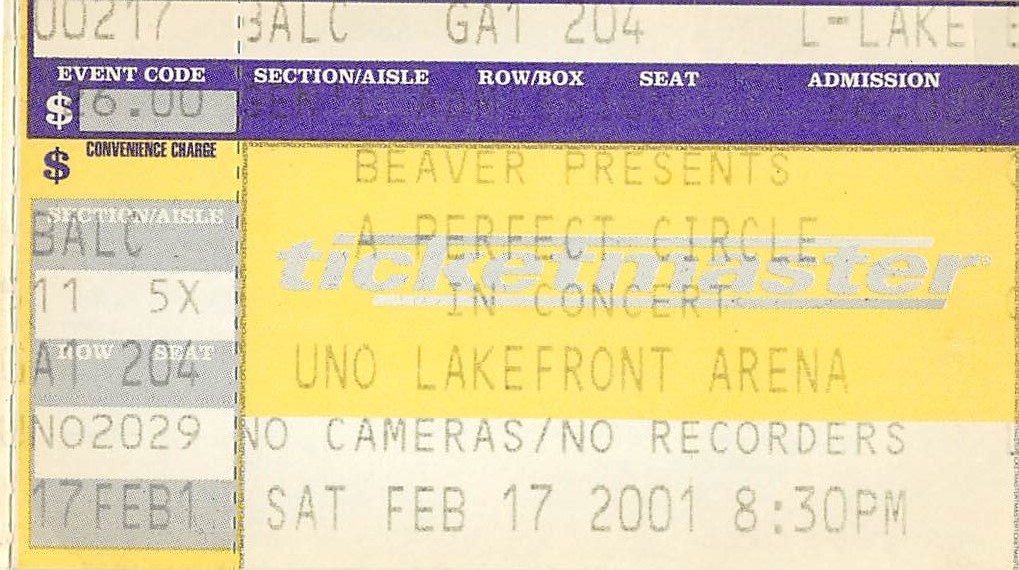 00217 BALC GA1 204 L-LAKE
EVENT CODE SECTION/AISLE ROW/BOX SEAT ADMISSION
$ 6.00
$ CONVENIENCE CHARGE
BEAVER PRESENTS
SECTION/AISLE
BALC A PERFECT CIRCLE
ticketmaster
11 5X IN CONCERT
ROW SEAT
A1 204 UNO LAKEFRONT ARENA
NO2029 NO CAMERAS/NO RECORDERS
17FEB1 SAT FEB 17 2001 8:30PM